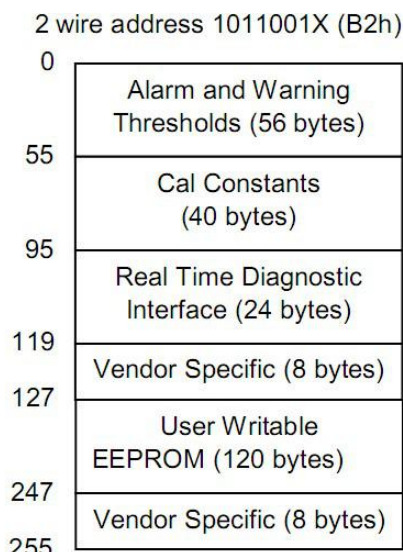 2 wire address 1011001X (B2h)
0
Alarm and Warning
Thresholds (56 bytes)
55
Cal Constants
(40 bytes)
95
Real Time Diagnostic
Interface (24 bytes)
119
Vendor Specific (8 bytes)
127
User Writable
EEPROM (120 bytes)
247
Vendor Specific (8 bytes)
255